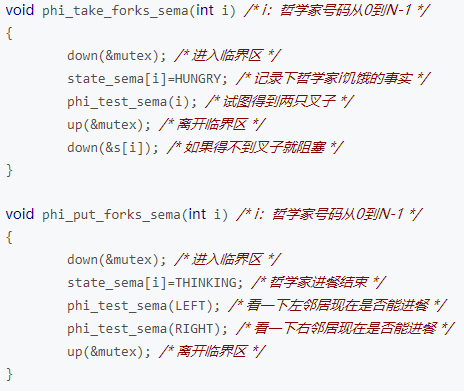 void phi_take_forks_sema(int i) /* i：哲学家号码从0到N-1 */
{
down(&mutex); /* 进入临界区 */
state_sema[i]=HUNGRY; /* 记录下哲学家i饥饿的事实 */
phi_test_sema(i); /* 试图得到两只叉子 */
up(&mutex); /* 离开临界区 */
down(&s[i]); /* 如果得不到叉子就阻塞 */
}
void phi_put_forks_sema(int i) /* i：哲学家号码从0到N-1 */
{
down(&mutex); /* 进入临界区 */
state_sema[i]=THINKING; /* 哲学家进餐结束 */
phi_test_sema(LEFT); /* 看一下左邻居现在是否能进餐 */
phi_test_sema(RIGHT); /* 看一下右邻居现在是否能进餐 */
up(&mutex); /* 离开临界区 */
}